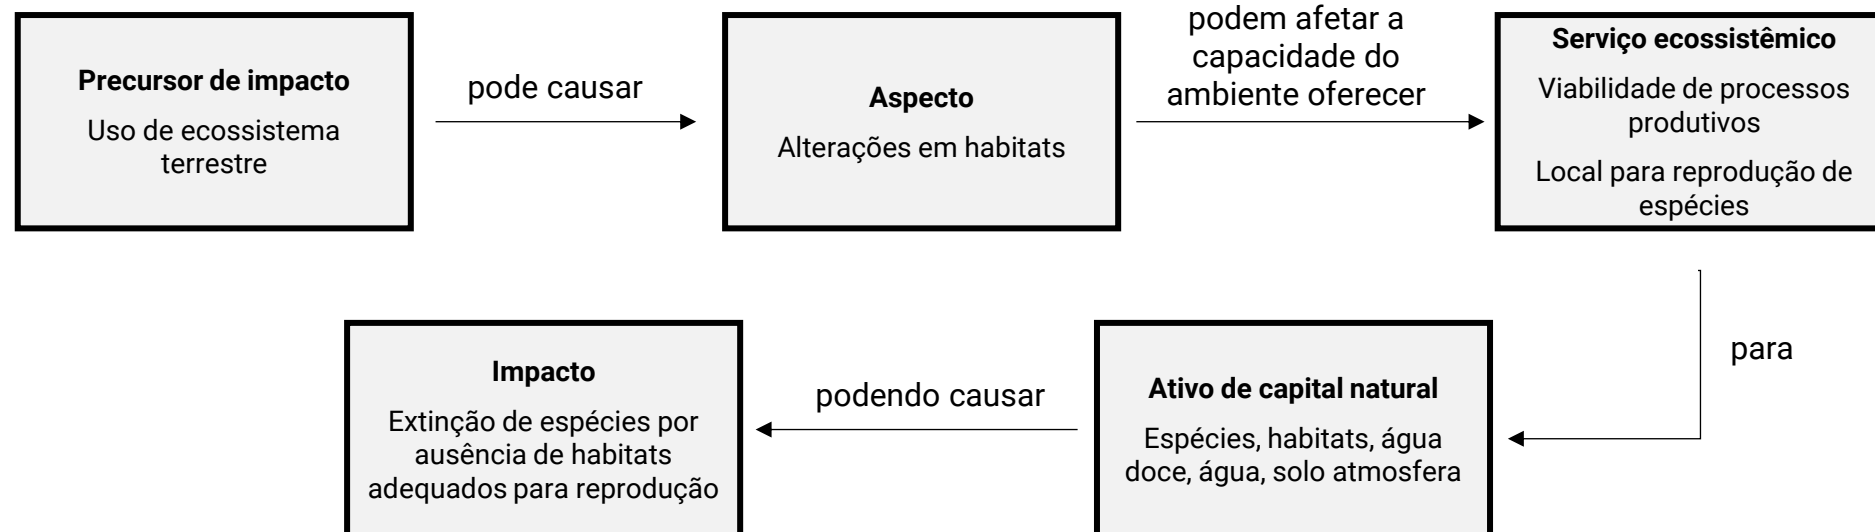 Precursor de impacto
Uso de ecossistema
terrestre
pode causar
Aspecto
Alterações em habitats
podem afetar a
capacidade do
ambiente oferecer
Serviço ecossistêmico
Viabilidade de processos
produtivos
Local para reprodução de
espécies
para
Ativo de capital natural
Espécies, habitats, água
doce, água, solo atmosfera
podendo causar
Impacto
Extinção de espécies por
ausência de habitats
adequados para reprodução